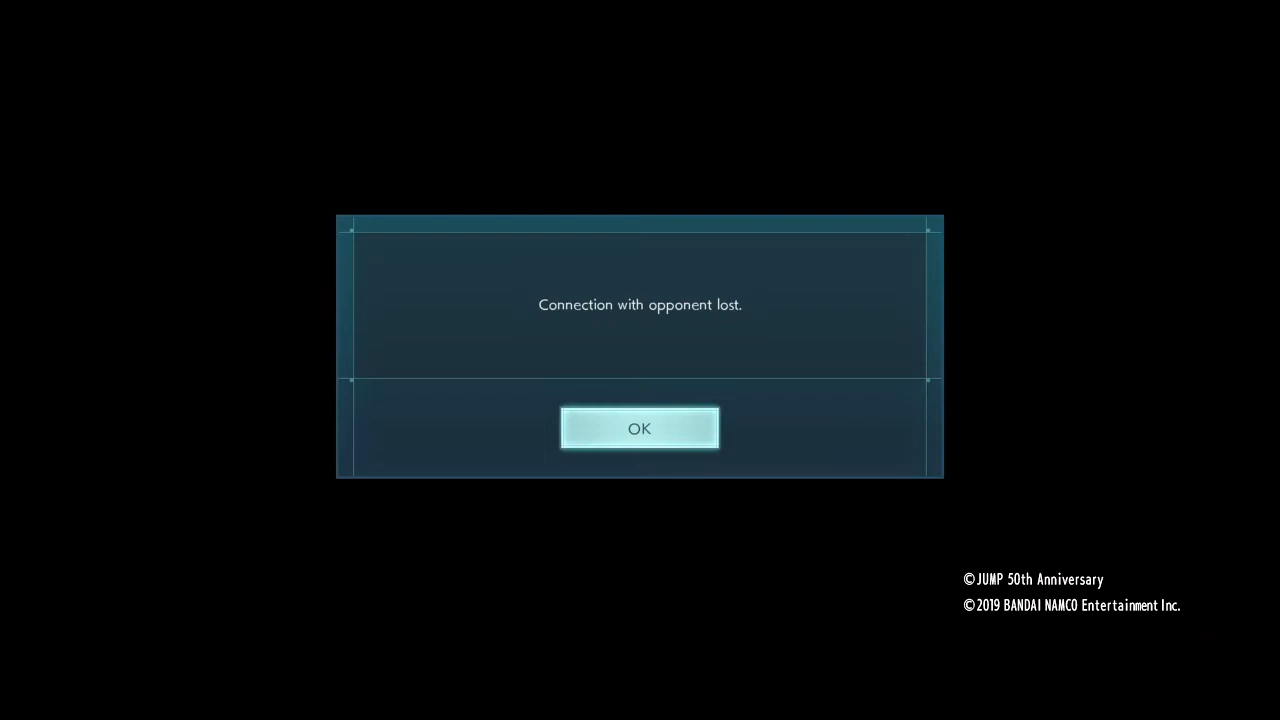 Connection with opponent lost.
OK
©JUMP 50th Anniversary
©2019 BANDAI NAMCO Entertainment Inc.